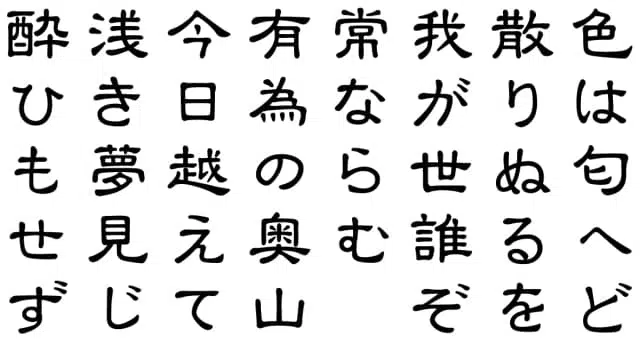 色は匂へど
散りぬるを
我が世誰ぞ
常ならむ
有為の奥山
今日越えて
浅き夢見じ
酔ひもせず